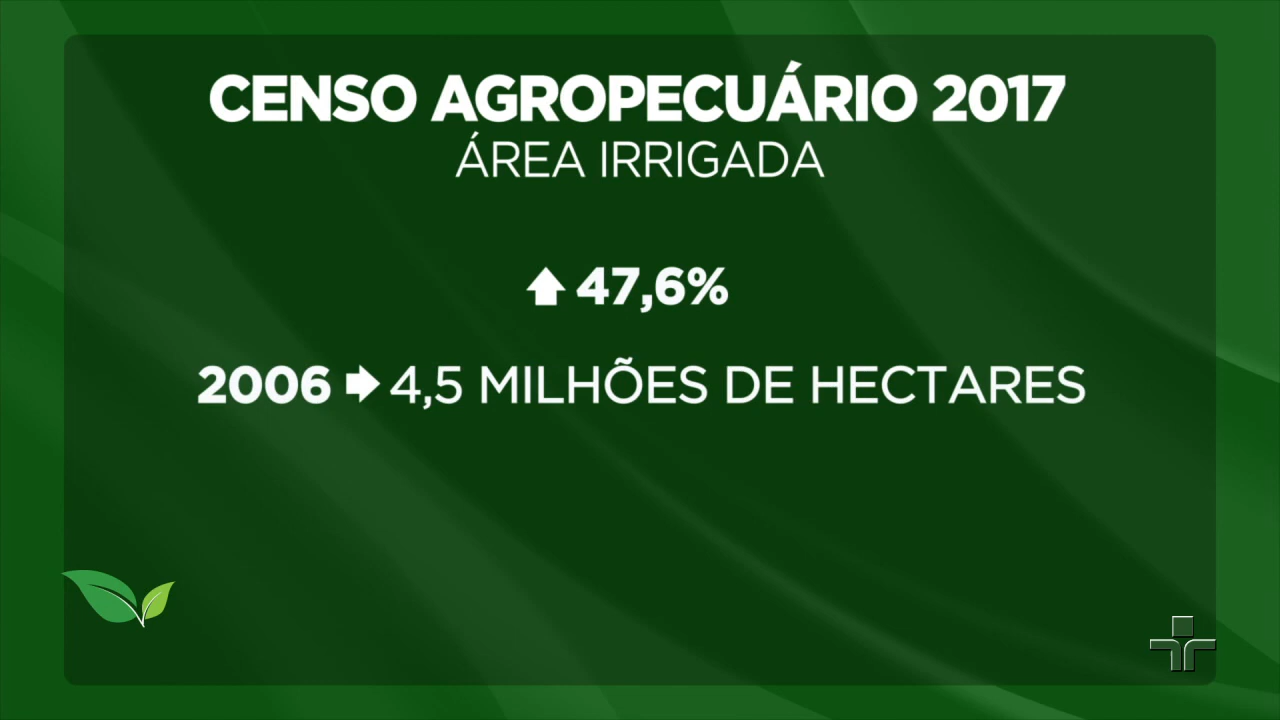 CENSO AGROPECUÁRIO 2017
ÁREA IRRIGADA
47,6%
2006 4,5 MILHÕES DE HECTARES